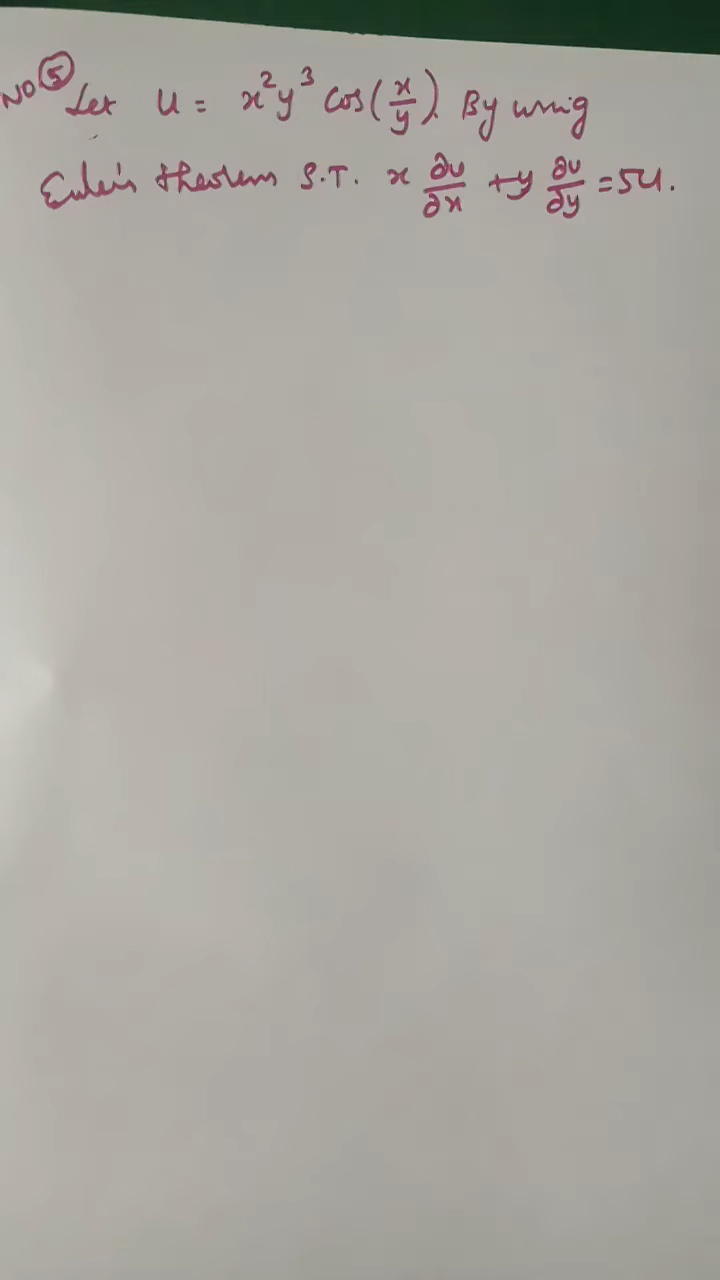 NO ⑤ Let u = x²y³ cos(x/y). By using
Euler's theorem S.T. x ∂u/∂x + y ∂u/∂y = 5u.